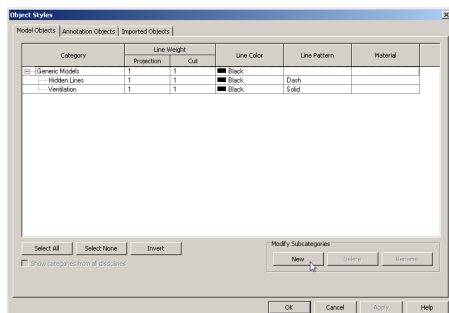 Object Styles
Model Objects Annotation Objects Imported Objects
Category Line Weight Line Color Line Pattern Material
Projection Cut
Generic Models 1 1 Black
Hidden Lines 1 1 Black Dash
Ventilation 1 1 Black Solid
Select All Select None Invert
Modify Subcategories
New Delete Rename
Show categories from all disciplines
OK Cancel Apply Help